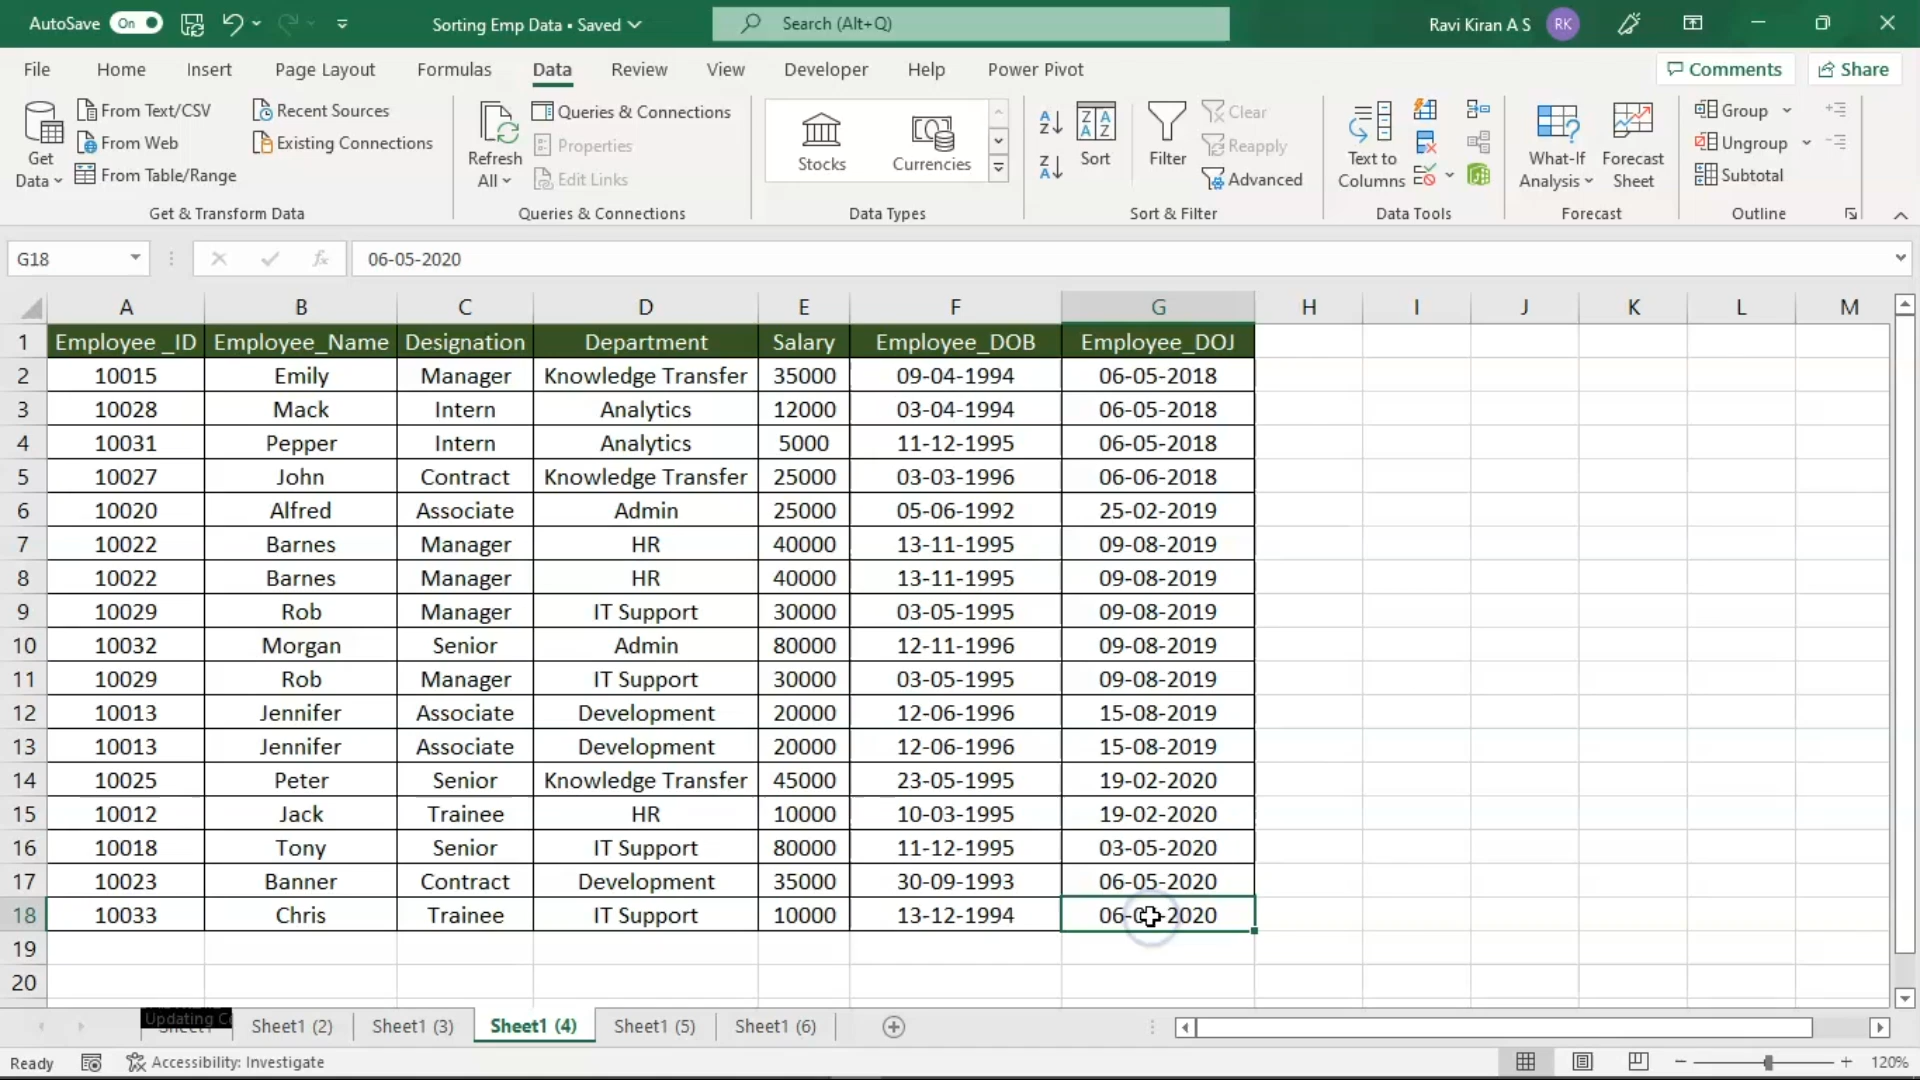 AutoSave On Sorting Emp Data • Saved Search (Alt+Q) Ravi Kiran A S RK
File Home Insert Page Layout Formulas Data Review View Developer Help Power Pivot Comments Share
From Text/CSV Recent Sources Queries & Connections Clear Group
From Web Existing Connections Properties Reapply Ungroup
Get Data From Table/Range Refresh All Edit Links Stocks Currencies Sort Filter Advanced Text to Columns What-If Analysis Forecast Sheet Subtotal
Get & Transform Data Queries & Connections Data Types Sort & Filter Data Tools Forecast Outline
G18 fx 06-05-2020
A B C D E F G H I J K L M
1 Employee _ID Employee_Name Designation Department Salary Employee_DOB Employee_DOJ
2 10015 Emily Manager Knowledge Transfer 35000 09-04-1994 06-05-2018
3 10028 Mack Intern Analytics 12000 03-04-1994 06-05-2018
4 10031 Pepper Intern Analytics 5000 11-12-1995 06-05-2018
5 10027 John Contract Knowledge Transfer 25000 03-03-1996 06-06-2018
6 10020 Alfred Associate Admin 25000 05-06-1992 25-02-2019
7 10022 Barnes Manager HR 40000 13-11-1995 09-08-2019
8 10022 Barnes Manager HR 40000 13-11-1995 09-08-2019
9 10029 Rob Manager IT Support 30000 03-05-1995 09-08-2019
10 10032 Morgan Senior Admin 80000 12-11-1996 09-08-2019
11 10029 Rob Manager IT Support 30000 03-05-1995 09-08-2019
12 10013 Jennifer Associate Development 20000 12-06-1996 15-08-2019
13 10013 Jennifer Associate Development 20000 12-06-1996 15-08-2019
14 10025 Peter Senior Knowledge Transfer 45000 23-05-1995 19-02-2020
15 10012 Jack Trainee HR 10000 10-03-1995 19-02-2020
16 10018 Tony Senior IT Support 80000 11-12-1995 03-05-2020
17 10023 Banner Contract Development 35000 30-09-1993 06-05-2020
18 10033 Chris Trainee IT Support 10000 13-12-1994 06-05-2020
19
20
Updating Sheet1 (2) Sheet1 (3) Sheet1 (4) Sheet1 (5) Sheet1 (6)
Ready Accessibility: Investigate 120%